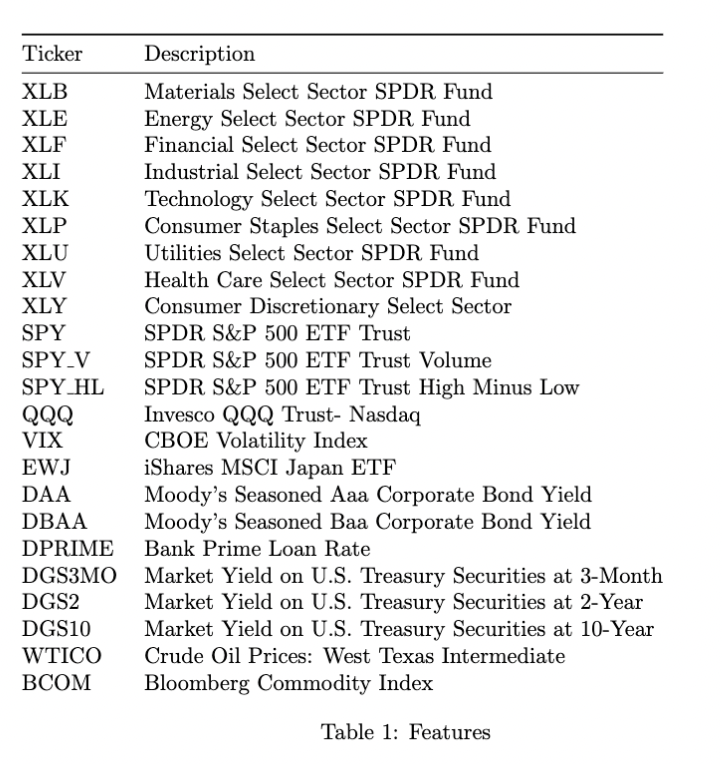 Ticker Description
XLB Materials Select Sector SPDR Fund
XLE Energy Select Sector SPDR Fund
XLF Financial Select Sector SPDR Fund
XLI Industrial Select Sector SPDR Fund
XLK Technology Select Sector SPDR Fund
XLP Consumer Staples Select Sector SPDR Fund
XLU Utilities Select Sector SPDR Fund
XLV Health Care Select Sector SPDR Fund
XLY Consumer Discretionary Select Sector
SPY SPDR S&P 500 ETF Trust
SPY_V SPDR S&P 500 ETF Trust Volume
SPY_HL SPDR S&P 500 ETF Trust High Minus Low
QQQ Invesco QQQ Trust- Nasdaq
VIX CBOE Volatility Index
EWJ iShares MSCI Japan ETF
DAA Moody's Seasoned Aaa Corporate Bond Yield
DBAA Moody's Seasoned Baa Corporate Bond Yield
DPRIME Bank Prime Loan Rate
DGS3MO Market Yield on U.S. Treasury Securities at 3-Month
DGS2 Market Yield on U.S. Treasury Securities at 2-Year
DGS10 Market Yield on U.S. Treasury Securities at 10-Year
WTICO Crude Oil Prices: West Texas Intermediate
BCOM Bloomberg Commodity Index
Table 1: Features